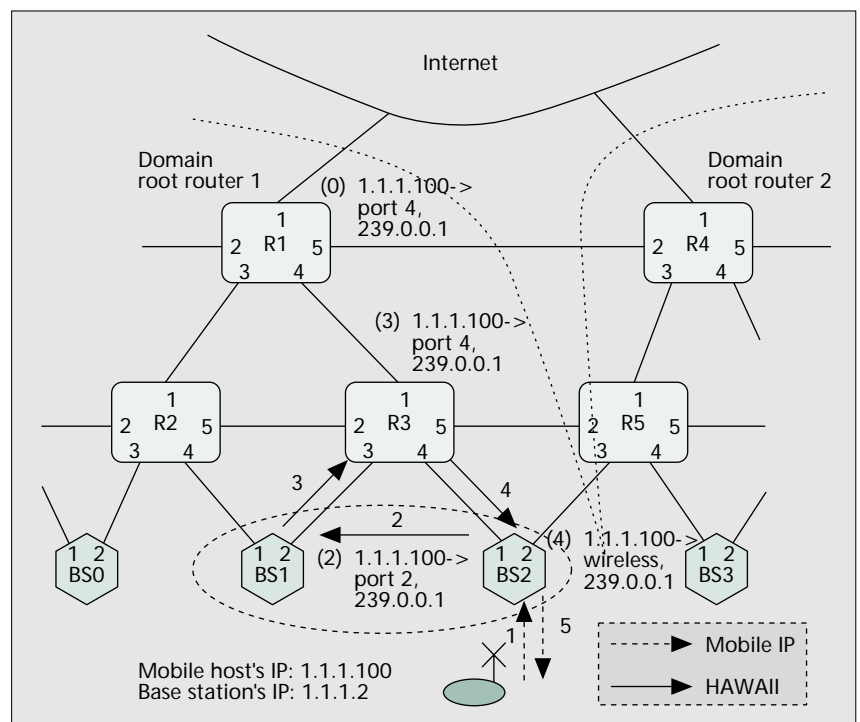 Internet
Domain
root router 1
Domain
root router 2
(0) 1.1.1.100->
port 4,
239.0.0.1
1
2 R1 5
3 4
1
2 R4 5
3 4
(3) 1.1.1.100->
port 4,
239.0.0.1
1
2 R2 5
3 4
1
2 R3 5
3 4
1
2 R5 5
3 4
3
4
2
1 2
BS0
1 2
BS1
(2) 1.1.1.100->
port 2,
239.0.0.1
1 2
BS2
(4) 1.1.1.100->
wireless,
239.0.0.1
1 2
BS3
1
5
Mobile host's IP: 1.1.1.100
Base station's IP: 1.1.1.2
Mobile IP
HAWAII